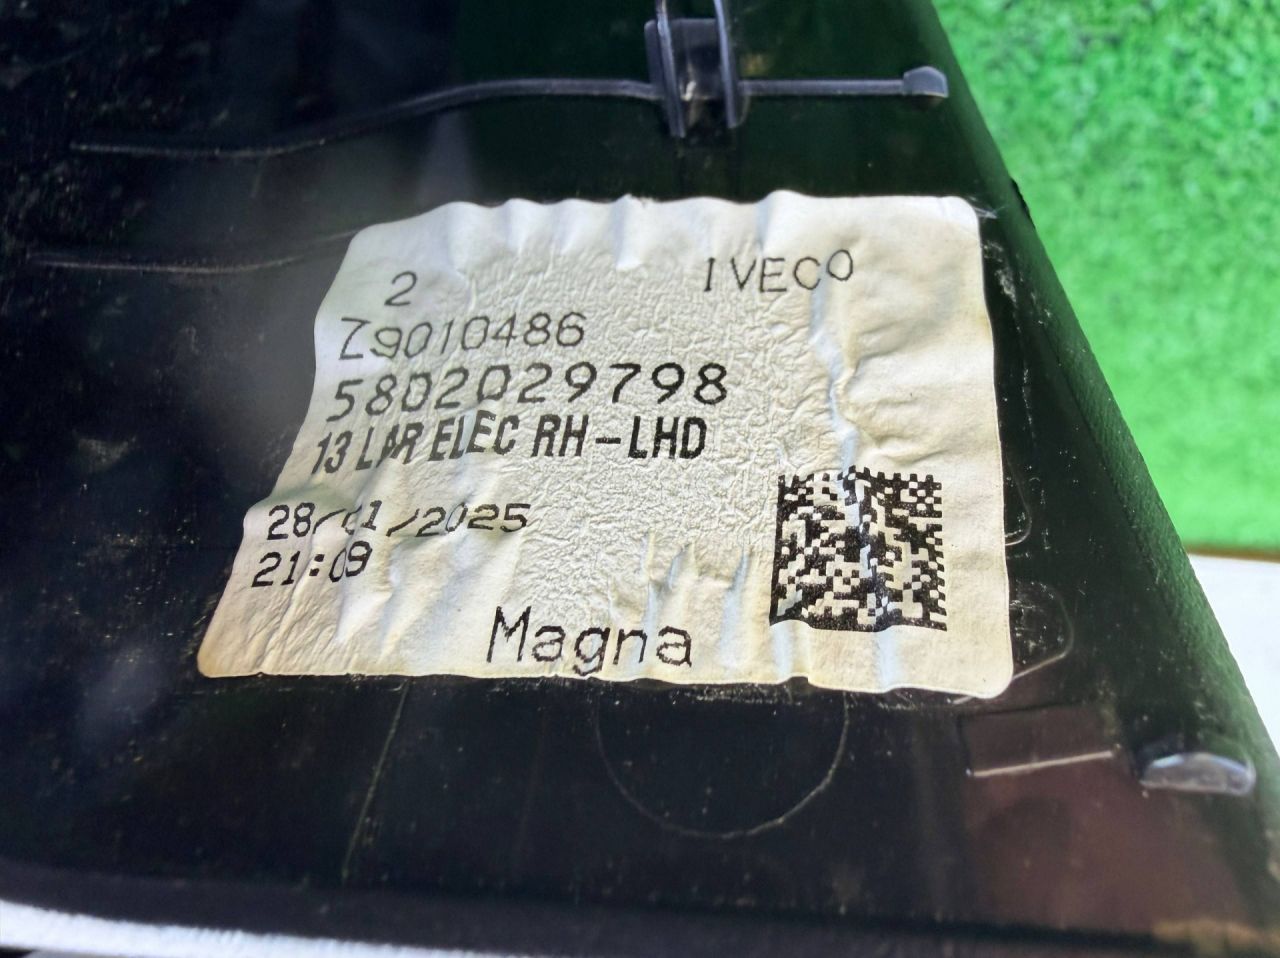 2 IVECO
Z9010486
5802029798
13 LAR ELEC RH-LHD
28/01/2025
21:09
Magna